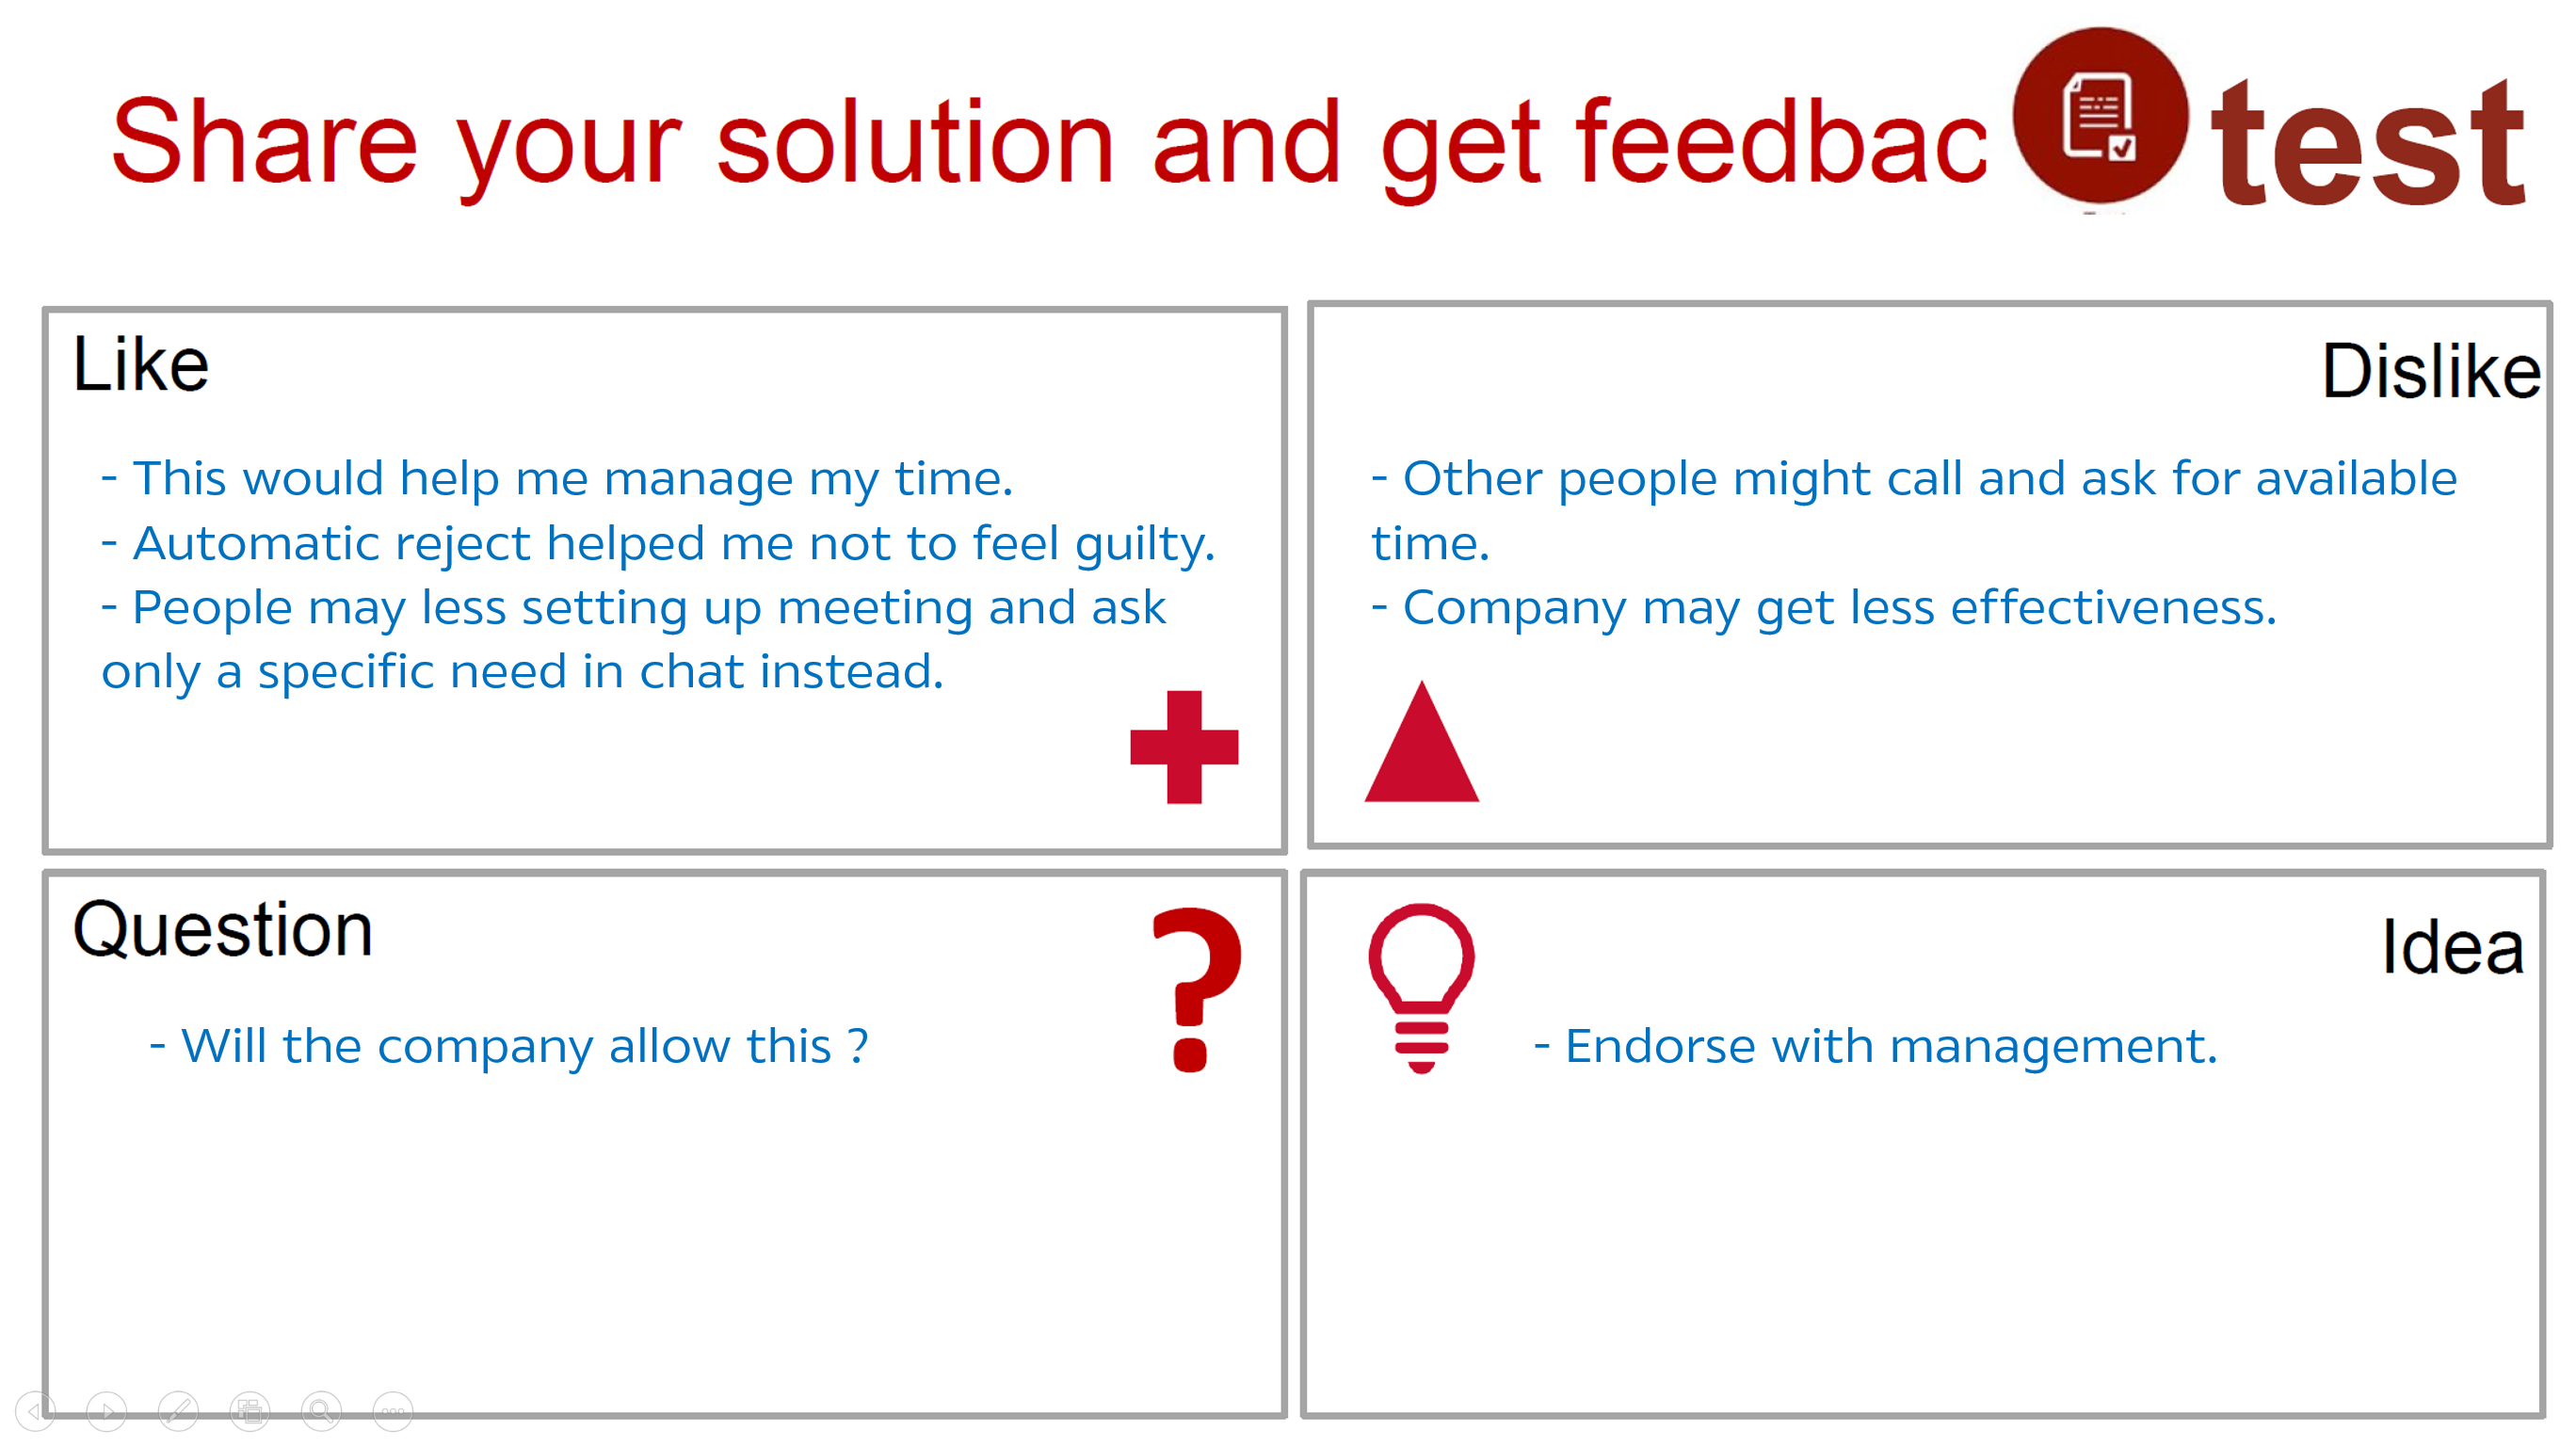 Share your solution and get feedbac
test
Like
- This would help me manage my time.
- Automatic reject helped me not to feel guilty.
- People may less setting up meeting and ask
only a specific need in chat instead.
Dislike
- Other people might call and ask for available
time.
- Company may get less effectiveness.
Question
?
- Will the company allow this ?
Idea
- Endorse with management.